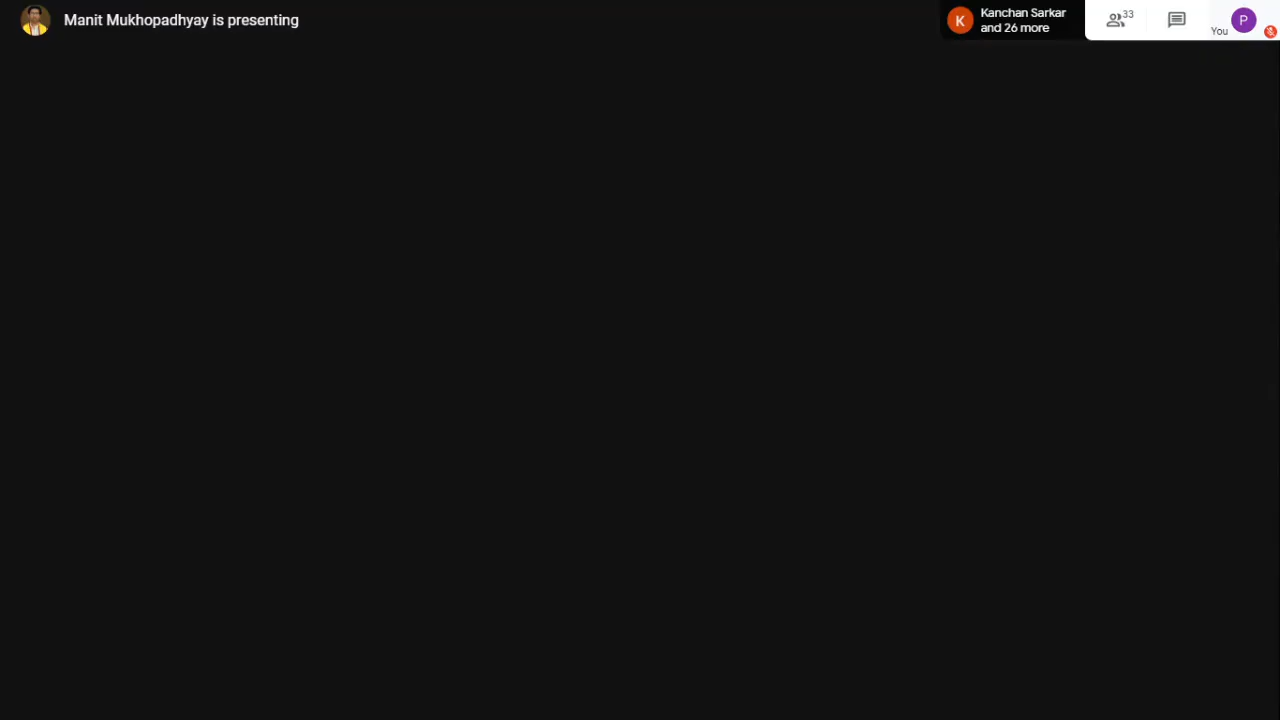 Manit Mukhopadhyay is presenting
K
Kanchan Sarkar
and 26 more
33
You
P